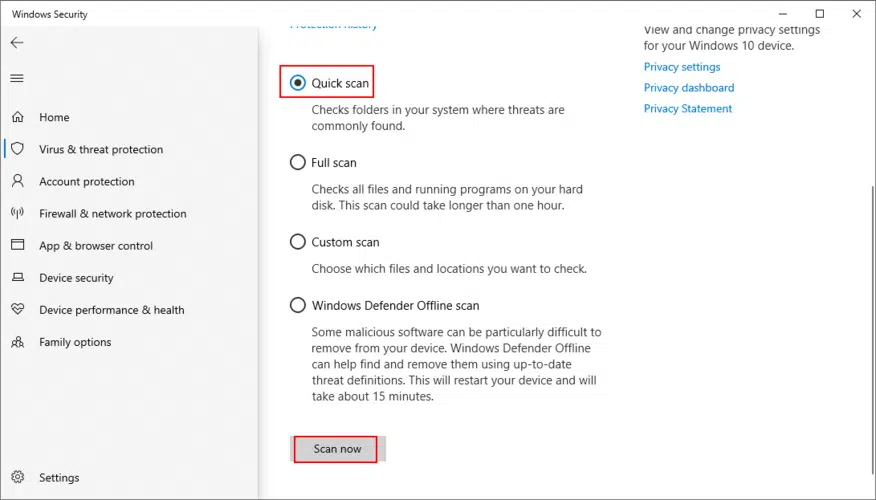 Windows Security
Protection history
View and change privacy settings
for your Windows 10 device.
Privacy settings
Privacy dashboard
Privacy Statement
Home
Virus & threat protection
Account protection
Firewall & network protection
App & browser control
Device security
Device performance & health
Family options
Settings
Quick scan
Checks folders in your system where threats are
commonly found.
Full scan
Checks all files and running programs on your hard
disk. This scan could take longer than one hour.
Custom scan
Choose which files and locations you want to check.
Windows Defender Offline scan
Some malicious software can be particularly difficult to
remove from your device. Windows Defender Offline
can help find and remove them using up-to-date
threat definitions. This will restart your device and will
take about 15 minutes.
Scan now